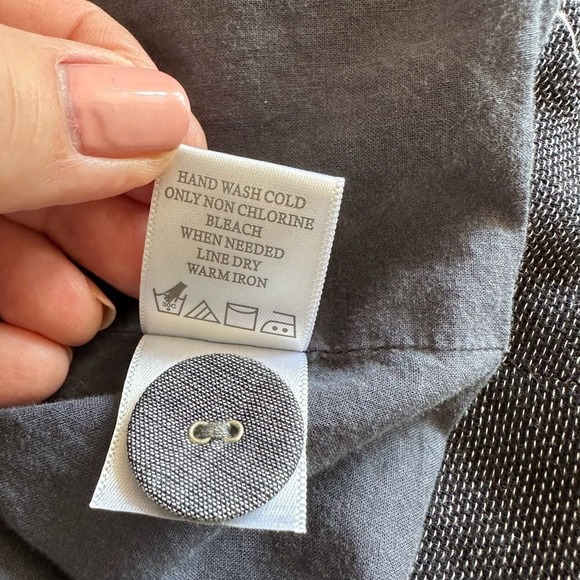 HAND WASH COLD
ONLY NON CHLORINE
BLEACH
WHEN NEEDED
LINE DRY
WARM IRON